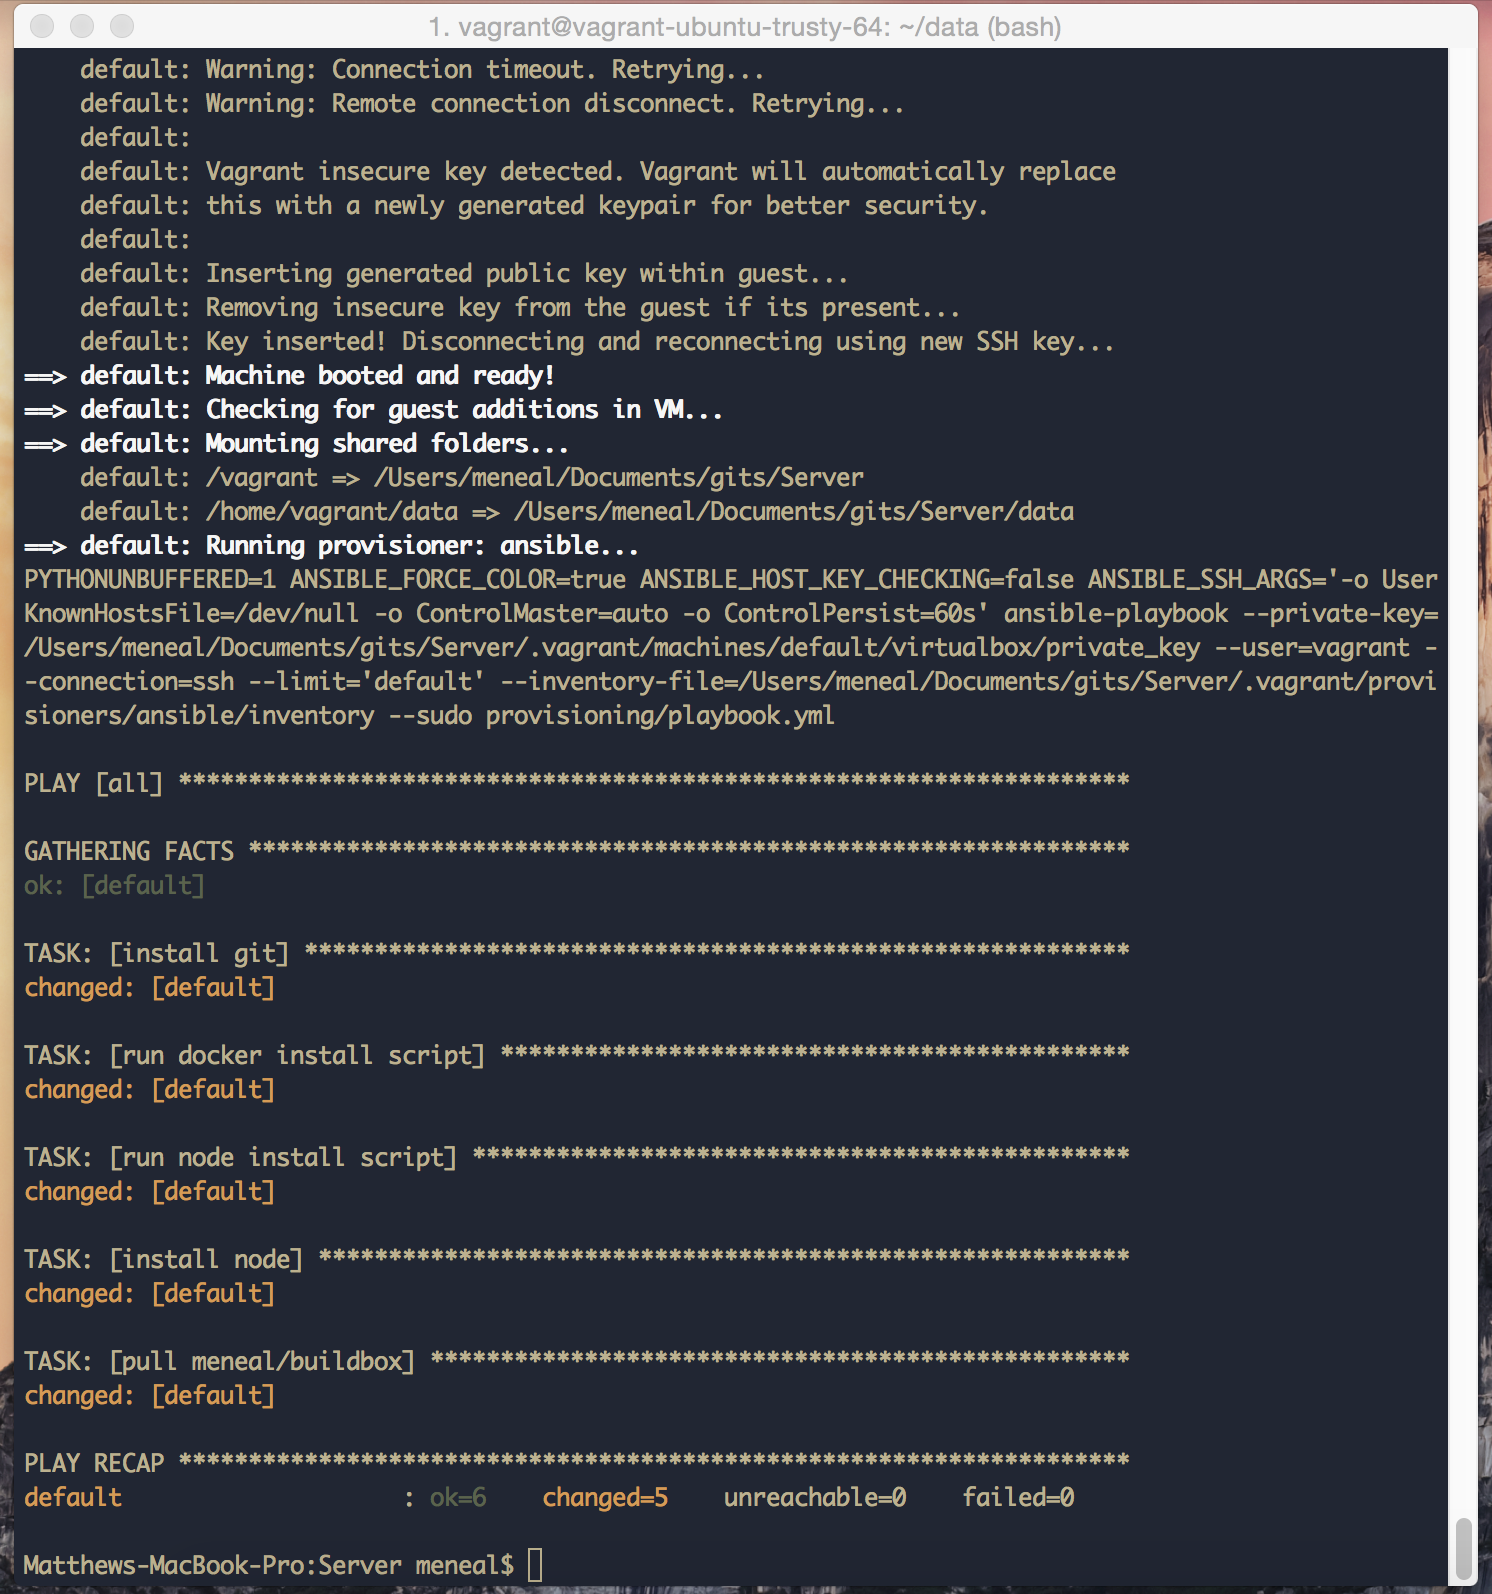 1. vagrant@vagrant-ubuntu-trusty-64: ~/data (bash)
default: Warning: Connection timeout. Retrying...
default: Warning: Remote connection disconnect. Retrying...
default:
default: Vagrant insecure key detected. Vagrant will automatically replace
default: this with a newly generated keypair for better security.
default:
default: Inserting generated public key within guest...
default: Removing insecure key from the guest if its present...
default: Key inserted! Disconnecting and reconnecting using new SSH key...
==> default: Machine booted and ready!
==> default: Checking for guest additions in VM...
==> default: Mounting shared folders...
default: /vagrant => /Users/meneal/Documents/gits/Server
default: /home/vagrant/data => /Users/meneal/Documents/gits/Server/data
==> default: Running provisioner: ansible...
PYTHONUNBUFFERED=1 ANSIBLE_FORCE_COLOR=true ANSIBLE_HOST_KEY_CHECKING=false ANSIBLE_SSH_ARGS='-o User
KnownHostsFile=/dev/null -o ControlMaster=auto -o ControlPersist=60s' ansible-playbook --private-key=
/Users/meneal/Documents/gits/Server/.vagrant/machines/default/virtualbox/private_key --user=vagrant -
-connection=ssh --limit='default' --inventory-file=/Users/meneal/Documents/gits/Server/.vagrant/provi
sioners/ansible/inventory --sudo provisioning/playbook.yml
PLAY [all] ********************************************************************
GATHERING FACTS ***************************************************************
ok: [default]
TASK: [install git] ***********************************************************
changed: [default]
TASK: [run docker install script] *********************************************
changed: [default]
TASK: [run node install script] ***********************************************
changed: [default]
TASK: [install node] **********************************************************
changed: [default]
TASK: [pull meneal/buildbox] **************************************************
changed: [default]
PLAY RECAP ********************************************************************
default : ok=6 changed=5 unreachable=0 failed=0
Matthews-MacBook-Pro:Server meneal$